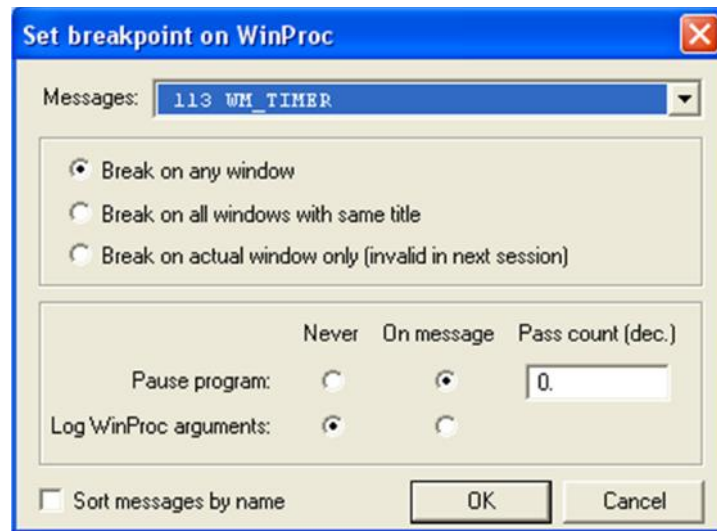 Set breakpoint on WinProc
Messages: 113 WM_TIMER
Break on any window
Break on all windows with same title
Break on actual window only (invalid in next session)
Never On message Pass count (dec.)
Pause program: 0.
Log WinProc arguments:
Sort messages by name OK Cancel